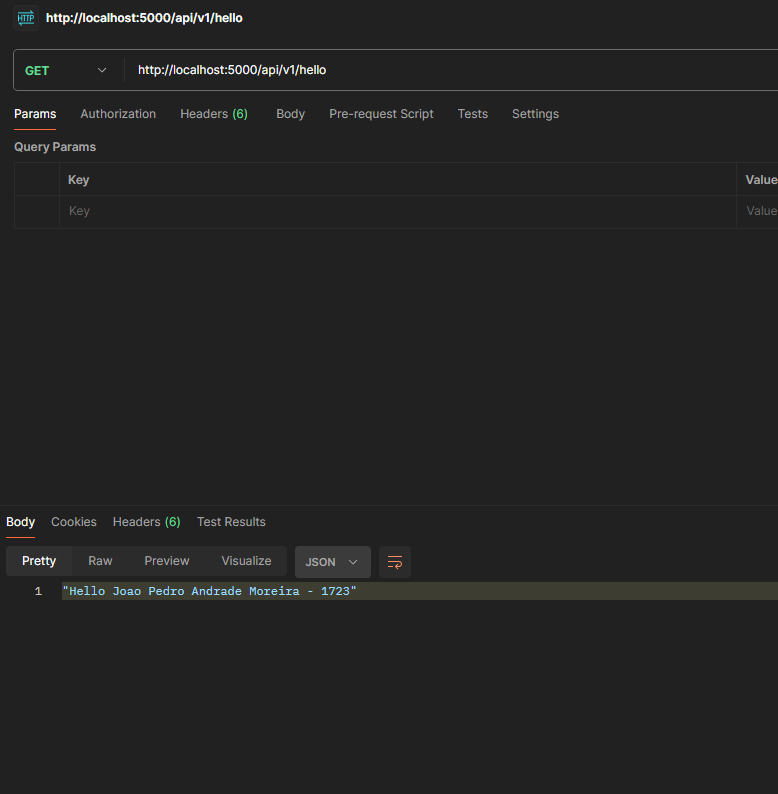 HTTP http://localhost:5000/api/v1/hello
GET http://localhost:5000/api/v1/hello
Params Authorization Headers (6) Body Pre-request Script Tests Settings
Query Params
Key Value
Key Value
Body Cookies Headers (6) Test Results
Pretty Raw Preview Visualize JSON
1 "Hello Joao Pedro Andrade Moreira - 1723"